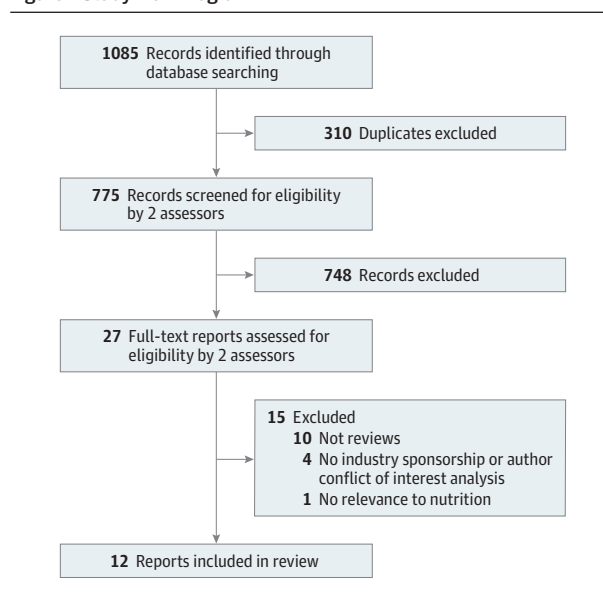 1085 Records identified through
database searching
310 Duplicates excluded
775 Records screened for eligibility
by 2 assessors
748 Records excluded
27 Full-text reports assessed for
eligibility by 2 assessors
15 Excluded
10 Not reviews
4 No industry sponsorship or author
conflict of interest analysis
1 No relevance to nutrition
12 Reports included in review